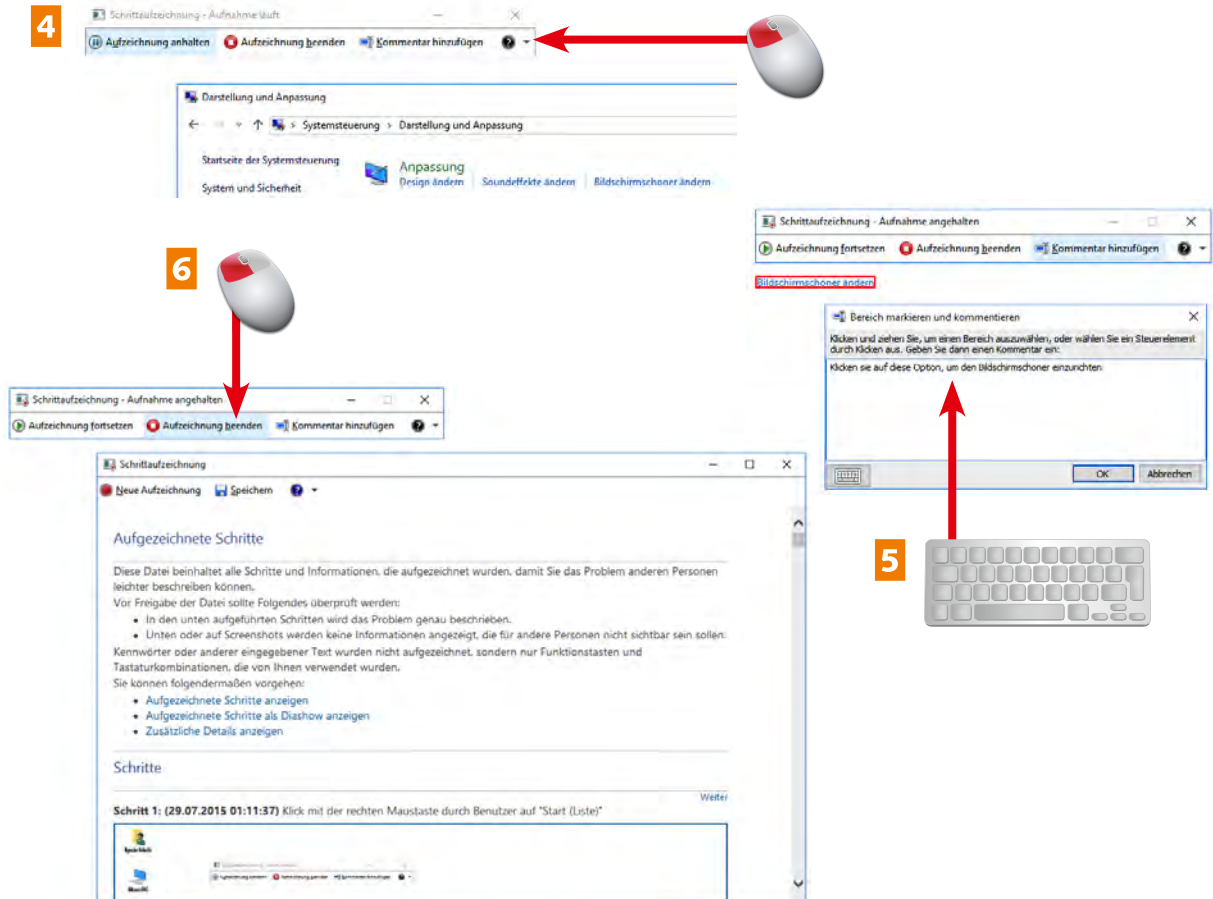 4
Schrittaufzeichnung - Aufnahme läuft
Aufzeichnung anhalten Aufzeichnung beenden Kommentar hinzufügen
Darstellung und Anpassung
Systemsteuerung > Darstellung und Anpassung
Startseite der Systemsteuerung
Anpassung
System und Sicherheit
Design ändern Soundeffekte ändern Bildschirmschoner ändern
Schrittaufzeichnung - Aufnahme angehalten
Aufzeichnung fortsetzen Aufzeichnung beenden Kommentar hinzufügen
Bildschirmschoner ändern
Bereich markieren und kommentieren
Klicken und ziehen Sie, um einen Bereich auszuwählen, oder wählen Sie ein Steuerelement
durch Klicken aus. Geben Sie dann einen Kommentar ein:
Klicken sie auf diese Option, um den Bildschirmschoner einzurichten
OK Abbrechen
5
6
Schrittaufzeichnung - Aufnahme angehalten
Aufzeichnung fortsetzen Aufzeichnung beenden Kommentar hinzufügen
Schrittaufzeichnung
Neue Aufzeichnung Speichern
Aufgezeichnete Schritte
Diese Datei beinhaltet alle Schritte und Informationen, die aufgezeichnet wurden, damit Sie das Problem anderen Personen
leichter beschreiben können.
Vor Freigabe der Datei sollte Folgendes überprüft werden:
• In den unten aufgeführten Schritten wird das Problem genau beschrieben.
• Unten oder auf Screenshots werden keine Informationen angezeigt, die für andere Personen nicht sichtbar sein sollen.
Kennwörter oder anderer eingegebener Text wurden nicht aufgezeichnet, sondern nur Funktionstasten und
Tastaturkombinationen, die von Ihnen verwendet wurden.
Sie können folgendermaßen vorgehen:
• Aufgezeichnete Schritte anzeigen
• Aufgezeichnete Schritte als Diashow anzeigen
• Zusätzliche Details anzeigen
Schritte
Weiter
Schritt 1: (29.07.2015 01:11:37) Klick mit der rechten Maustaste durch Benutzer auf "Start (Liste)"